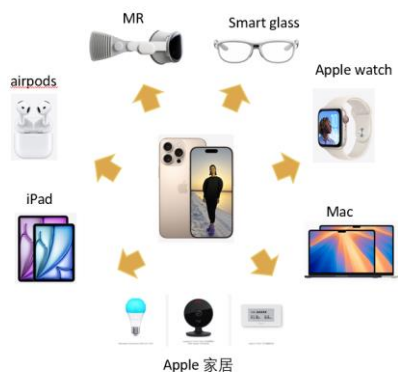 MR
Smart glass
airpods
Apple watch
iPad
Mac
Apple 家居